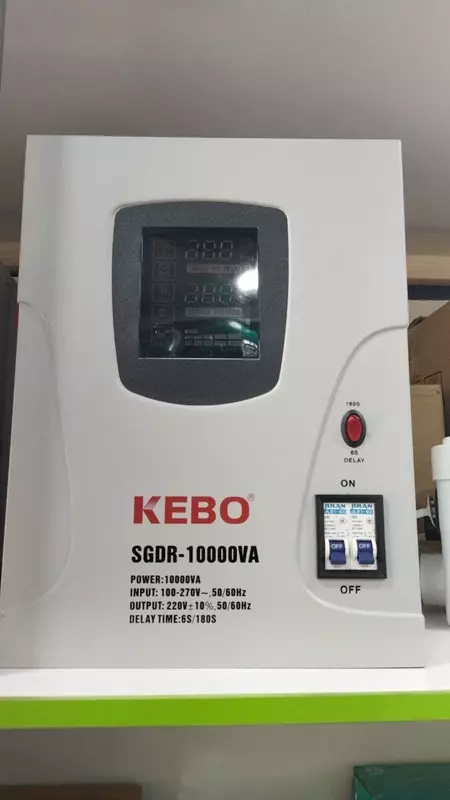 180S
6S
DELAY
ON
OFF OFF
OFF
KEBO®
SGDR-10000VA
POWER:10000VA
INPUT: 100-270V~,50/60Hz
OUTPUT: 220V±10%,50/60Hz
DELAY TIME:6S/180S